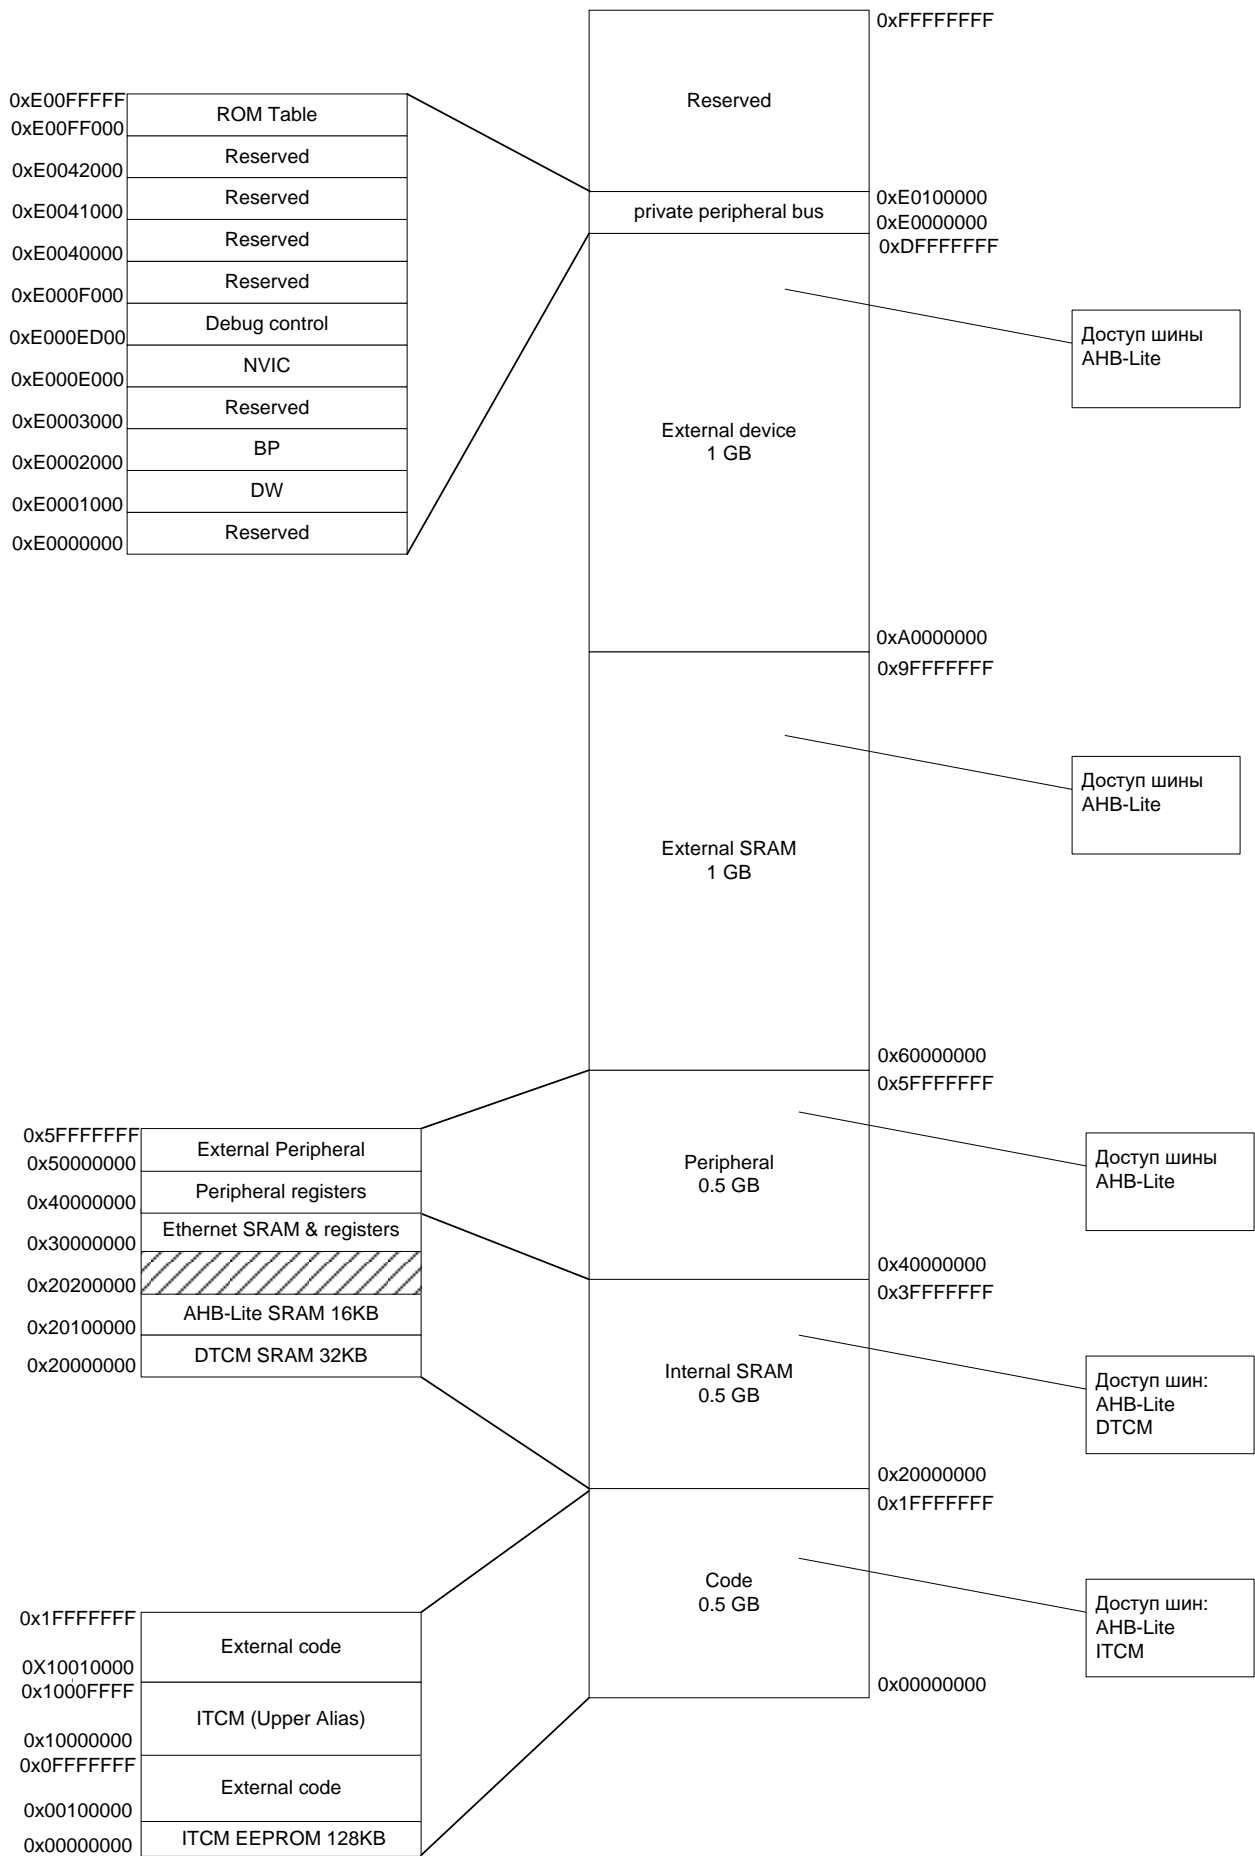 0xFFFFFFFF
Reserved
0xE00FFFFF
ROM Table
0xE00FF000
Reserved
0xE0042000
Reserved
0xE0041000
Reserved
0xE0040000
Reserved
0xE000F000
Debug control
0xE000ED00
NVIC
0xE000E000
Reserved
0xE0003000
BP
0xE0002000
DW
0xE0001000
Reserved
0xE0000000
0xE0100000
private peripheral bus
0xE0000000
0xDFFFFFFF
Доступ шины
AHB-Lite
External device
1 GB
0xA0000000
0x9FFFFFFF
Доступ шины
AHB-Lite
External SRAM
1 GB
0x60000000
0x5FFFFFFF
0x5FFFFFFF
External Peripheral
0x50000000
Peripheral registers
0x40000000
Ethernet SRAM & registers
0x30000000
0x20200000
AHB-Lite SRAM 16KB
0x20100000
DTCM SRAM 32KB
0x20000000
Peripheral
0.5 GB
Доступ шины
AHB-Lite
0x40000000
0x3FFFFFFF
Internal SRAM
0.5 GB
Доступ шин:
AHB-Lite
DTCM
0x20000000
0x1FFFFFFF
Code
0.5 GB
Доступ шин:
AHB-Lite
ITCM
0x00000000
0x1FFFFFFF
External code
0X10010000
0x1000FFFF
ITCM (Upper Alias)
0x10000000
0x0FFFFFFF
External code
0x00100000
ITCM EEPROM 128KB
0x00000000